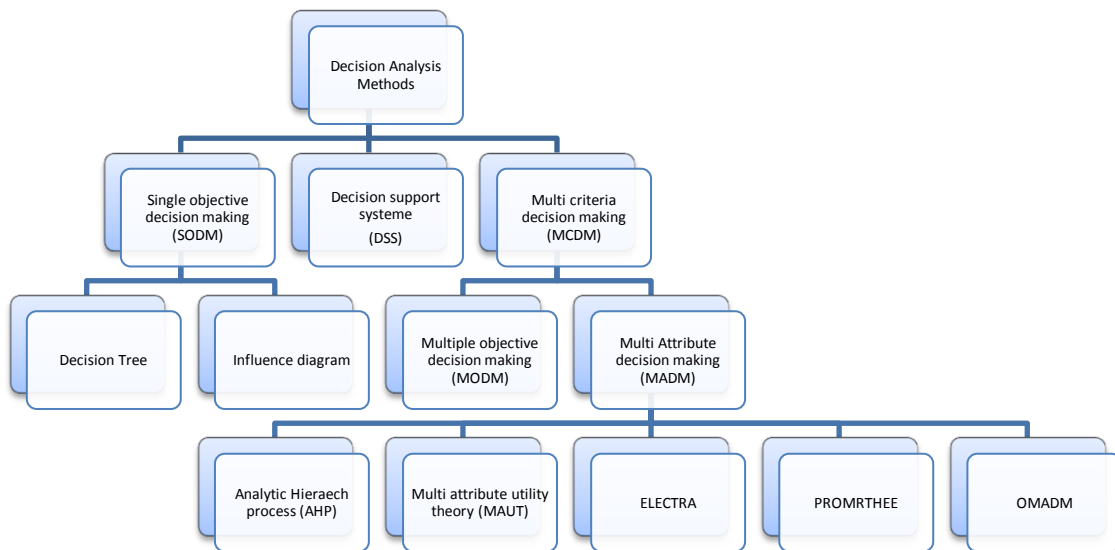 Decision Analysis
Methods
Single objective
decision making
(SODM)
Decision support
systeme
(DSS)
Multi criteria
decision making
(MCDM)
Decision Tree
Influence diagram
Multiple objective
decision making
(MODM)
Multi Attribute
decision making
(MADM)
Analytic Hieraech
process (AHP)
Multi attribute utility
theory (MAUT)
ELECTRA
PROMRTHEE
OMADM